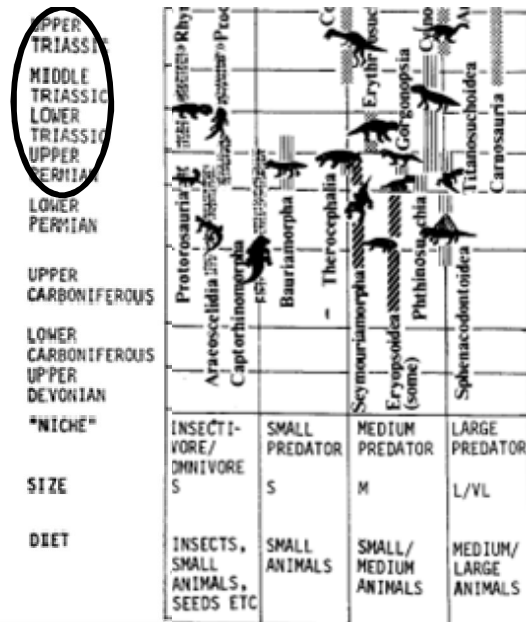 UPPER
TRIASSIC
MIDDLE
TRIASSIC
LOWER
TRIASSIC
UPPER
PERMIAN
LOWER
PERMIAN
UPPER
CARBONIFEROUS
LOWER
CARBONIFEROUS
UPPER
DEVONIAN
Protorosauria
Araeoscelidia
Captorhinomorpha
Bauriamorpha
Therocephalia
Seymouriamorpha
Erythrosuc
Gorgonopsia
Eryopsoidea
(some)
Phthinosuchia
Titanosuchoidea
Sphenacodontoidea
Carnosauria
"NICHE"
INSECTI-
VORE/
OMNIVORE
SMALL
PREDATOR
MEDIUM
PREDATOR
LARGE
PREDATOR
SIZE
S
S
M
L/VL
DIET
INSECTS,
SMALL
ANIMALS,
SEEDS ETC
SMALL
ANIMALS
SMALL/
MEDIUM
ANIMALS
MEDIUM/
LARGE
ANIMALS